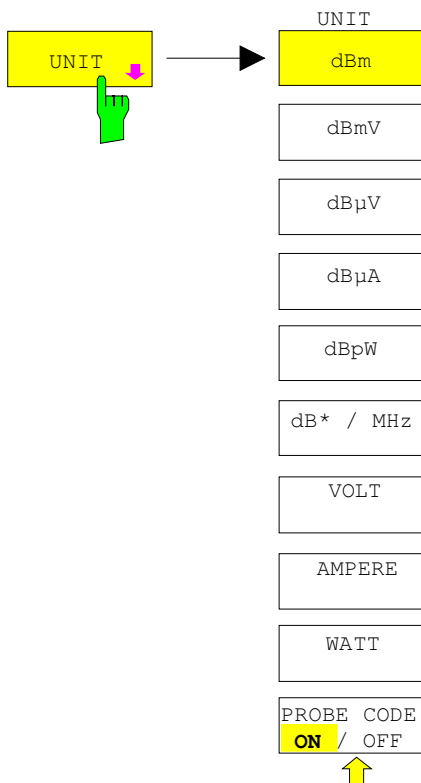 UNIT
UNIT
dBm
dBmV
dBµV
dBµA
dBpW
dB* / MHz
VOLT
AMPERE
WATT
PROBE CODE
ON / OFF